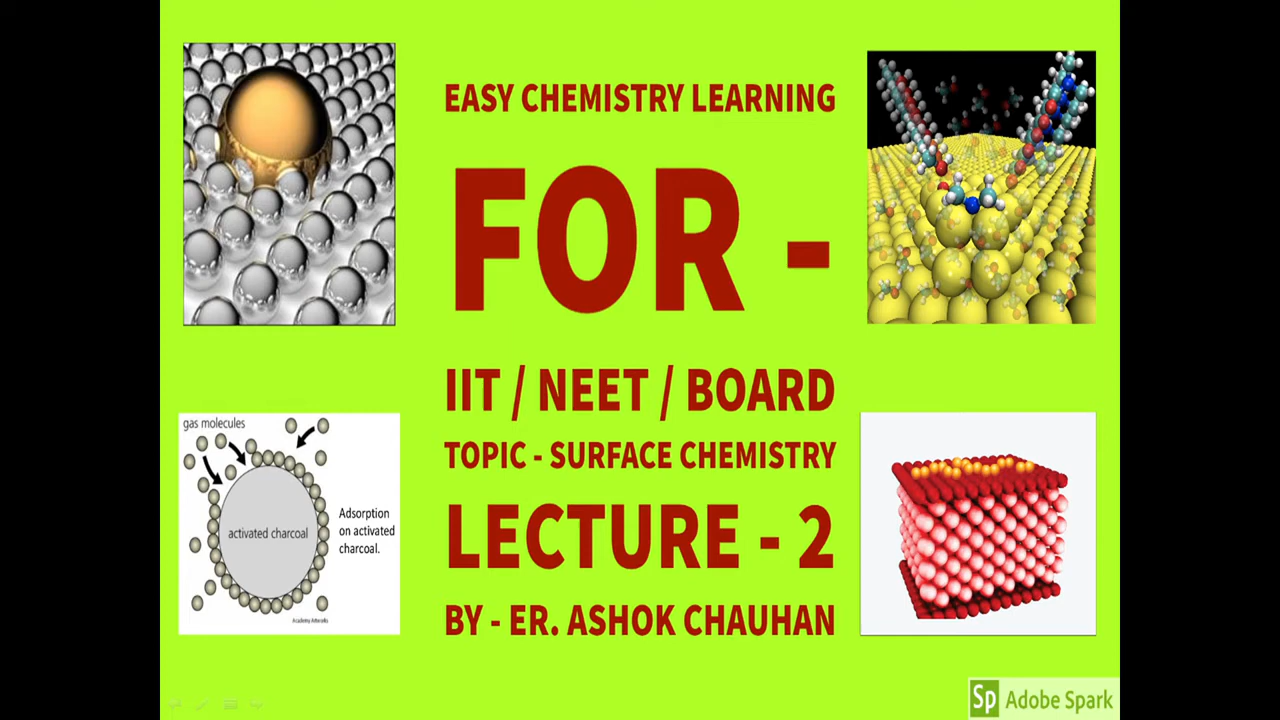 EASY CHEMISTRY LEARNING
FOR -
IIT / NEET / BOARD
TOPIC - SURFACE CHEMISTRY
LECTURE - 2
BY - ER. ASHOK CHAUHAN
gas molecules
activated charcoal
Adsorption
on activated
charcoal.
Sp Adobe Spark